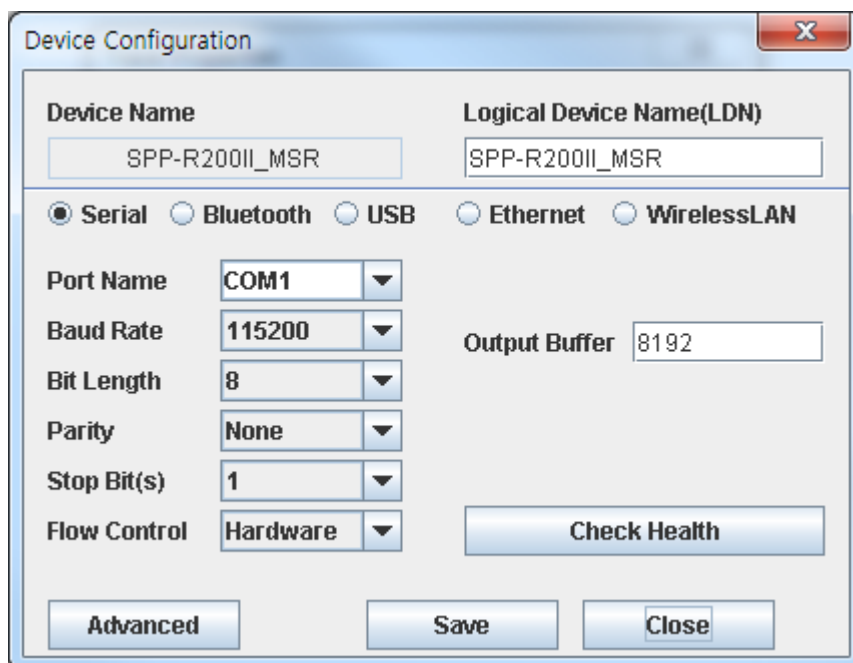 Device Configuration
Device Name Logical Device Name(LDN)
SPP-R200II_MSR SPP-R200II_MSR
Serial Bluetooth USB Ethernet WirelessLAN
Port Name COM1
Baud Rate 115200
Output Buffer 8192
Bit Length 8
Parity None
Stop Bit(s) 1
Flow Control Hardware Check Health
Advanced Save Close